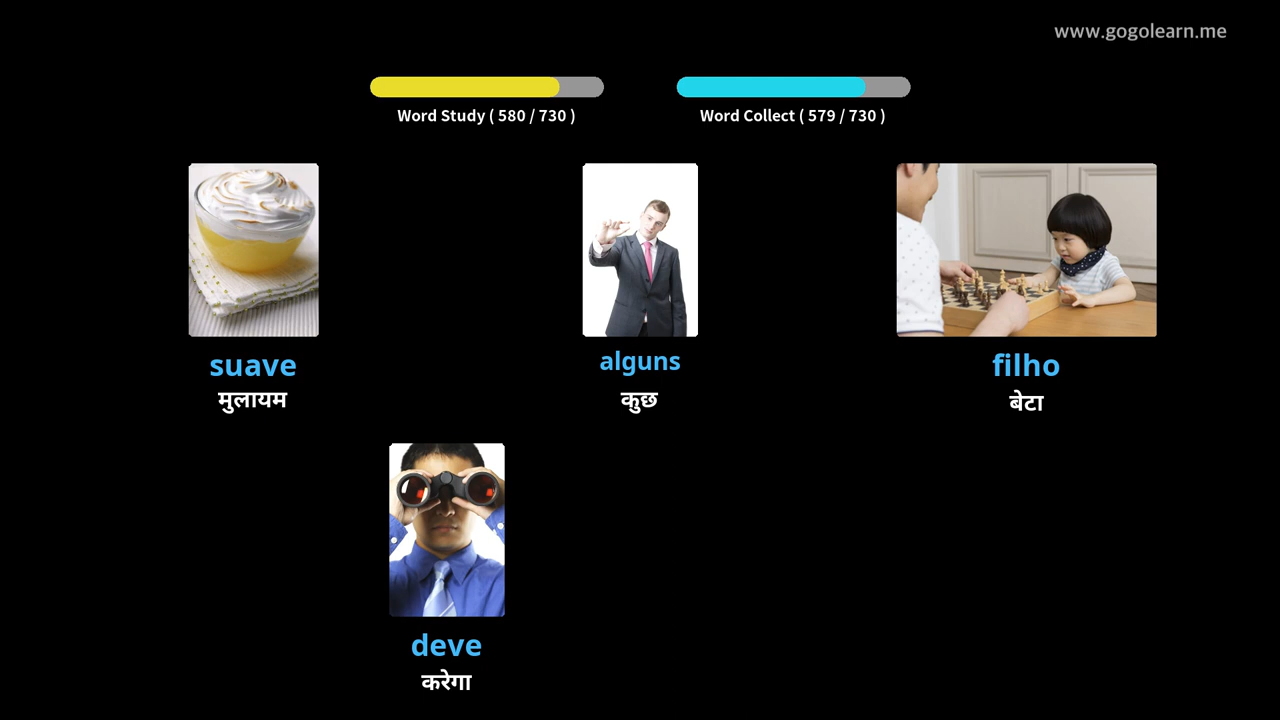 www.gogolearn.me
Word Study ( 580 / 730 )
Word Collect ( 579 / 730 )
suave
मुलायम
alguns
कुछ
filho
बेटा
deve
करेगा